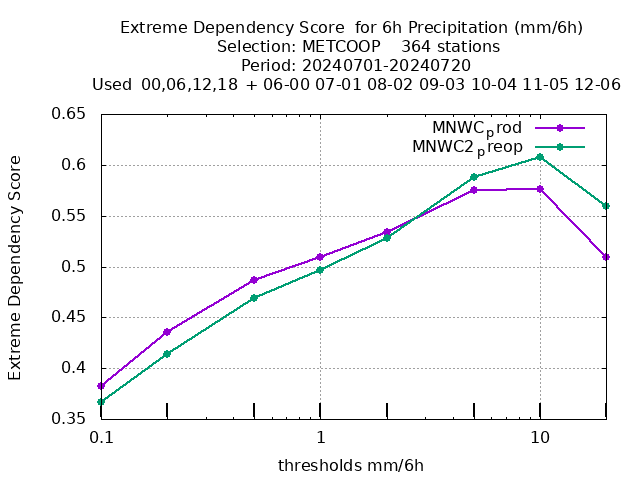 Extreme Dependency Score  for 6h Precipitation (mm/6h)
Selection: METCOOP    364 stations
Period: 20240701-20240720
Used  00,06,12,18  + 06-00 07-01 08-02 09-03 10-04 11-05 12-06
MNWCprod
MNWC2preop
0.65
0.6
0.55
0.5
0.45
0.4
0.35
Extreme Dependency Score
0.1 1 10
thresholds mm/6h